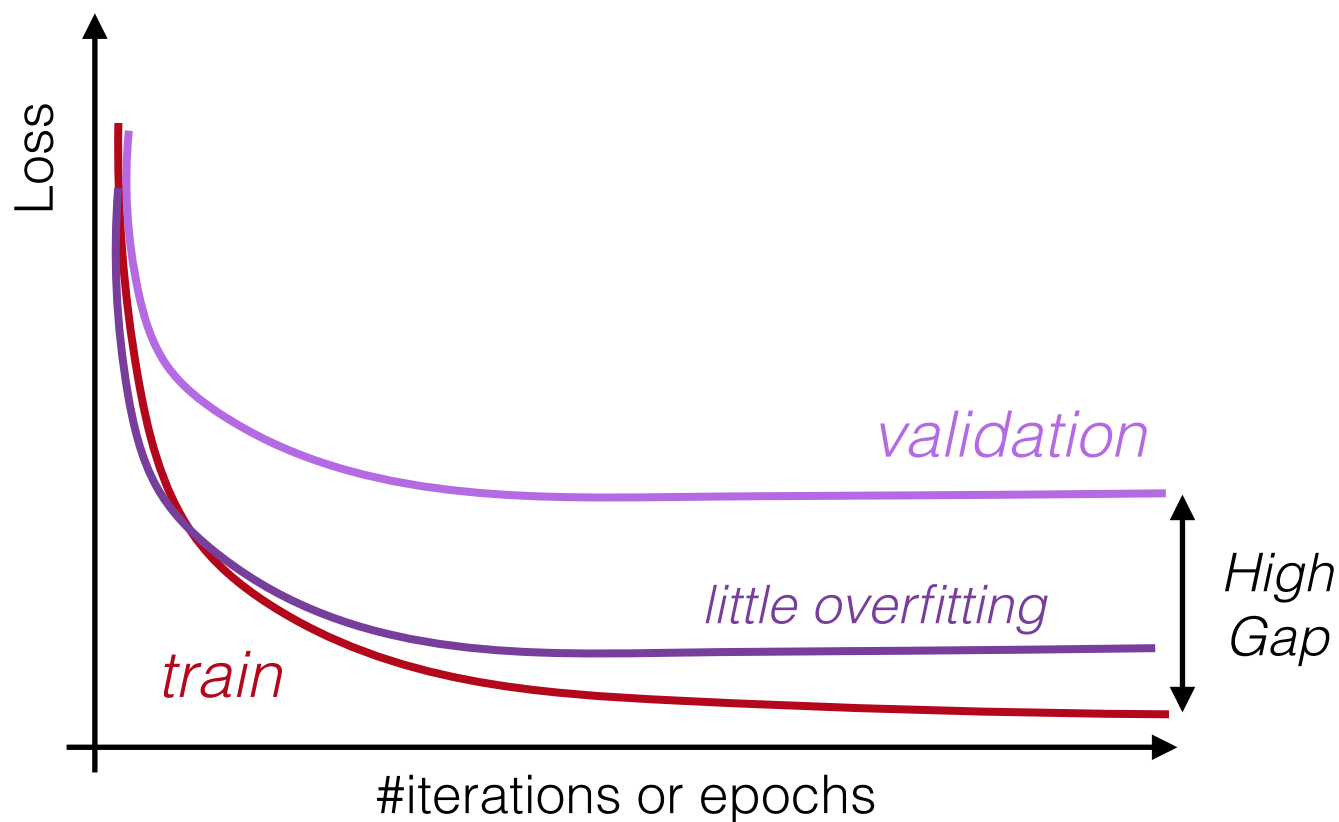 Loss
validation
little overfitting
High
Gap
train
#iterations or epochs